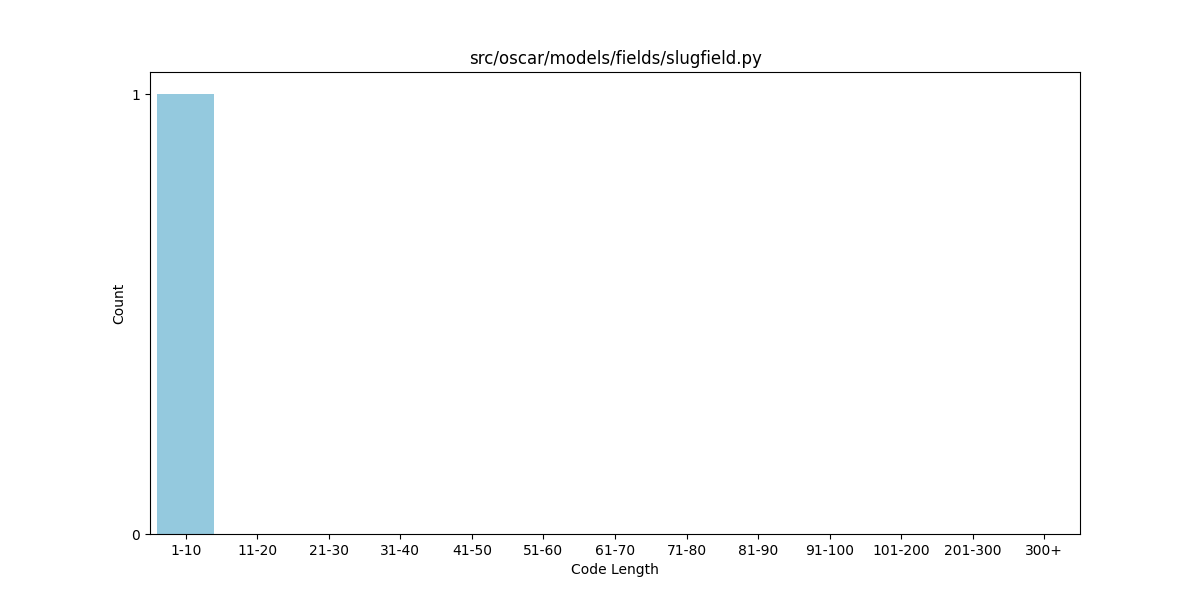 src/oscar/models/fields/slugfield.py
1
Count
0
1-10 11-20 21-30 31-40 41-50 51-60 61-70 71-80 81-90 91-100 101-200 201-300 300+
Code Length